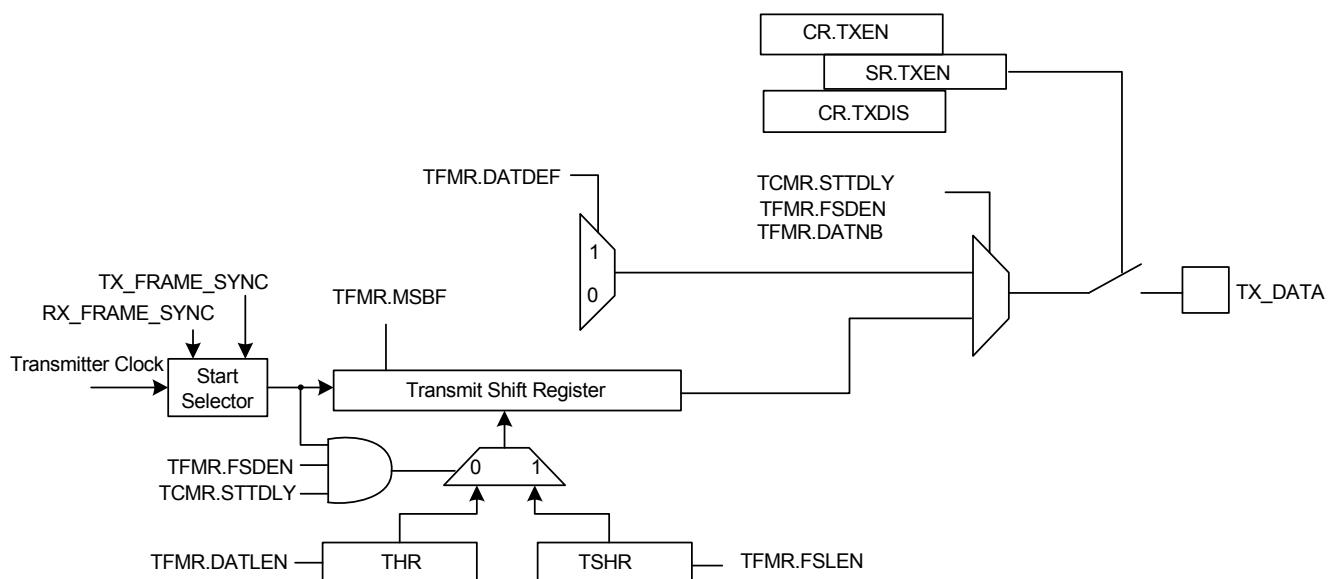 CR.TXEN
SR.TXEN
CR.TXDIS
TFMR.DATDEF
TCMR.STTDLY
TFMR.FSDEN
TFMR.DATNB
1
0
TX_FRAME_SYNC
RX_FRAME_SYNC
TFMR.MSBF
TX_DATA
Transmitter Clock
Start
Selector
Transmit Shift Register
TFMR.FSDEN
TCMR.STTDLY
0 1
TFMR.DATLEN
THR
TSHR
TFMR.FSLEN